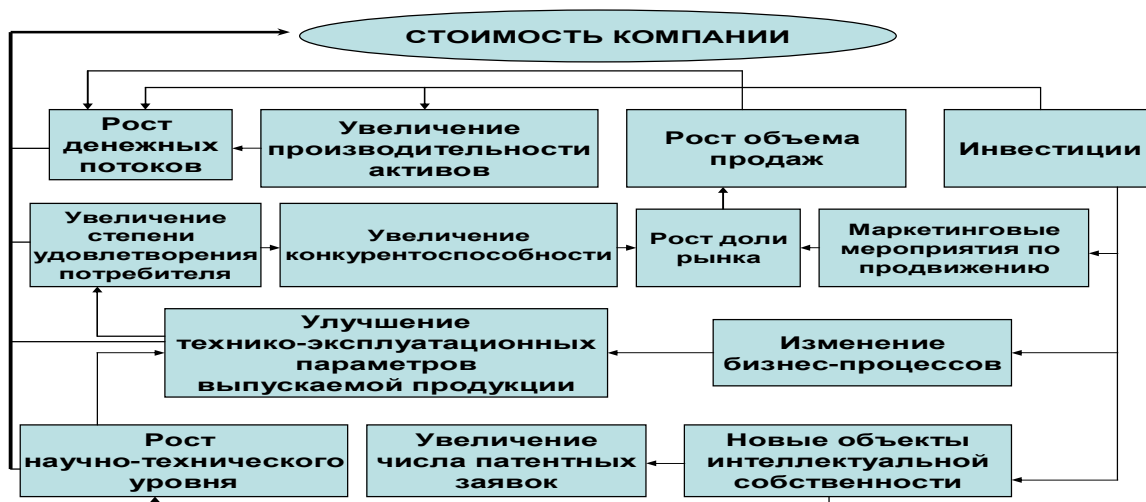 СТОИМОСТЬ КОМПАНИИ
Рост
денежных
потоков
Увеличение
производительности
активов
Рост объема
продаж
Инвестиции
Увеличение
степени
удовлетворения
потребителя
Увеличение
конкурентоспособности
Рост доли
рынка
Маркетинговые
мероприятия по
продвижению
Улучшение
технико-эксплуатационных
параметров
выпускаемой продукции
Изменение
бизнес-процессов
Рост
научно-технического
уровня
Увеличение
числа патентных
заявок
Новые объекты
интеллектуальной
собственности